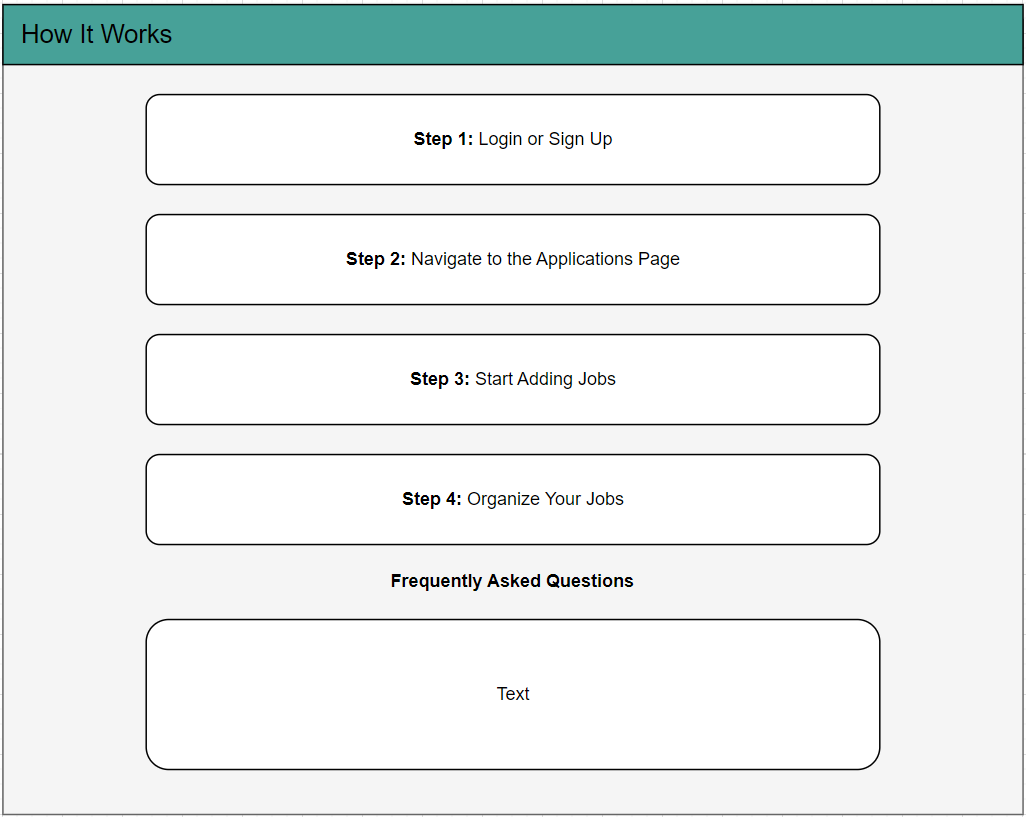 How It Works
Step 1: Login or Sign Up
Step 2: Navigate to the Applications Page
Step 3: Start Adding Jobs
Step 4: Organize Your Jobs
Frequently Asked Questions
Text